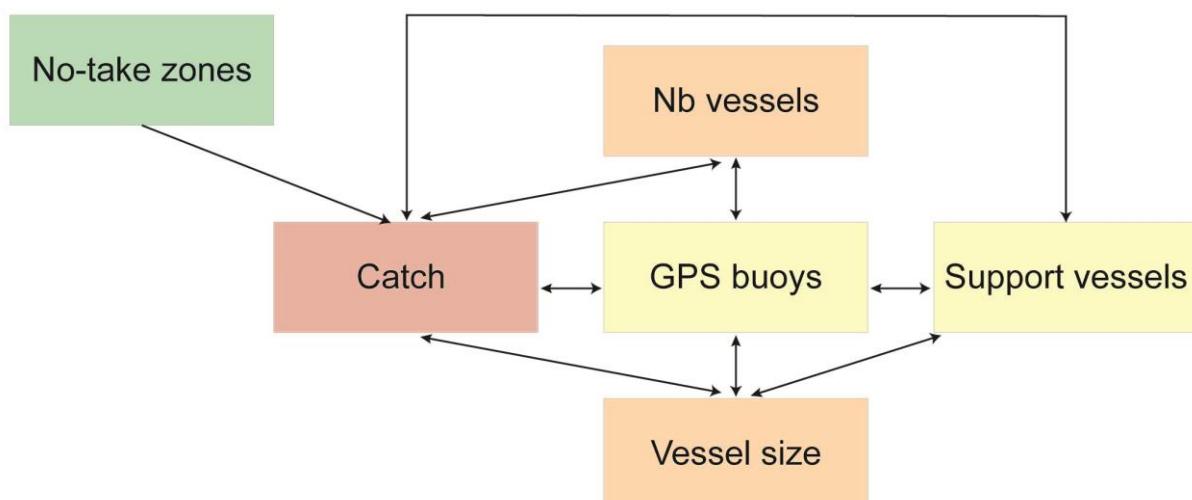 No-take zones
Nb vessels
Catch
GPS buoys
Support vessels
Vessel size